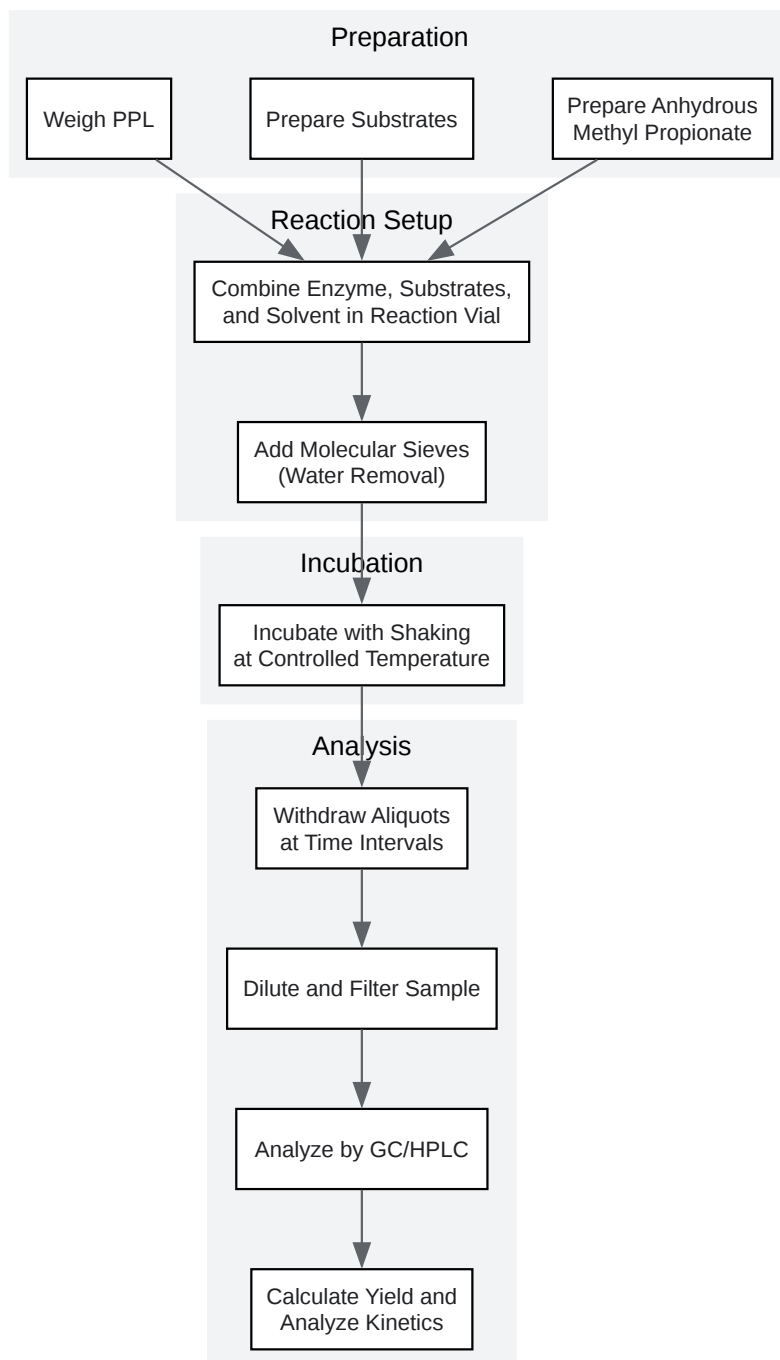 Preparation
Weigh PPL
Prepare Substrates
Prepare Anhydrous
Methyl Propionate
Reaction Setup
Combine Enzyme, Substrates,
and Solvent in Reaction Vial
Add Molecular Sieves
(Water Removal)
Incubation
Incubate with Shaking
at Controlled Temperature
Analysis
Withdraw Aliquots
at Time Intervals
Dilute and Filter Sample
Analyze by GC/HPLC
Calculate Yield and
Analyze Kinetics